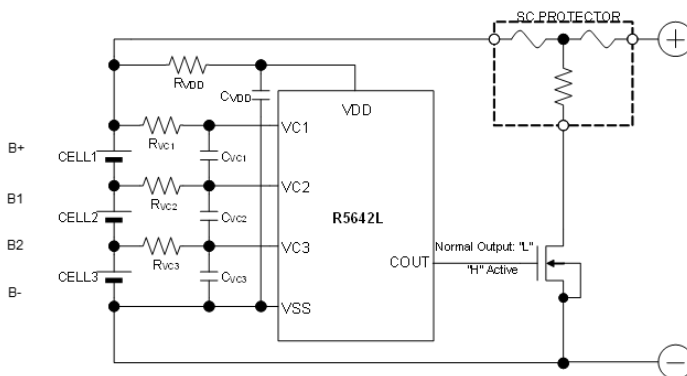 SC PROTECTOR
+
RVDD
CVDD
VDD
B+
CELL1
RVC1
CVC1
VC1
B1
CELL2
RVC2
CVC2
VC2
R5642L
B2
CELL3
RVC3
CVC3
VC3
COUT
Normal Output: "L"
"H" Active
B-
VSS
−